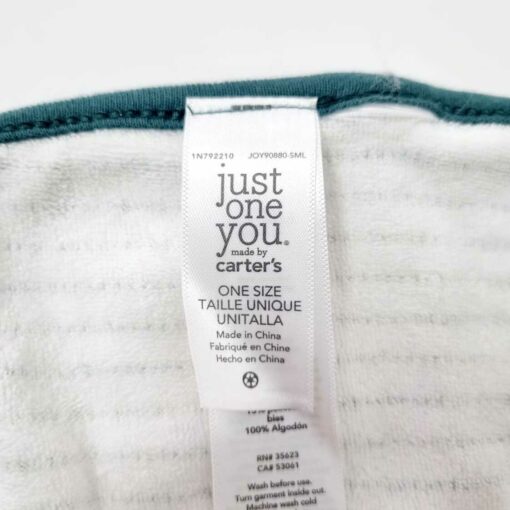 1N792210 JOY90880-SML
just
one
you®
made by
carter's
ONE SIZE
TAILLE UNIQUE
UNITALLA
Made in China
Fabriqué en Chine
Hecho en China
bies
100% Algodón
RN# 35623
CA# 53061
Wash before use.
Turn garment inside out.
Machine wash cold